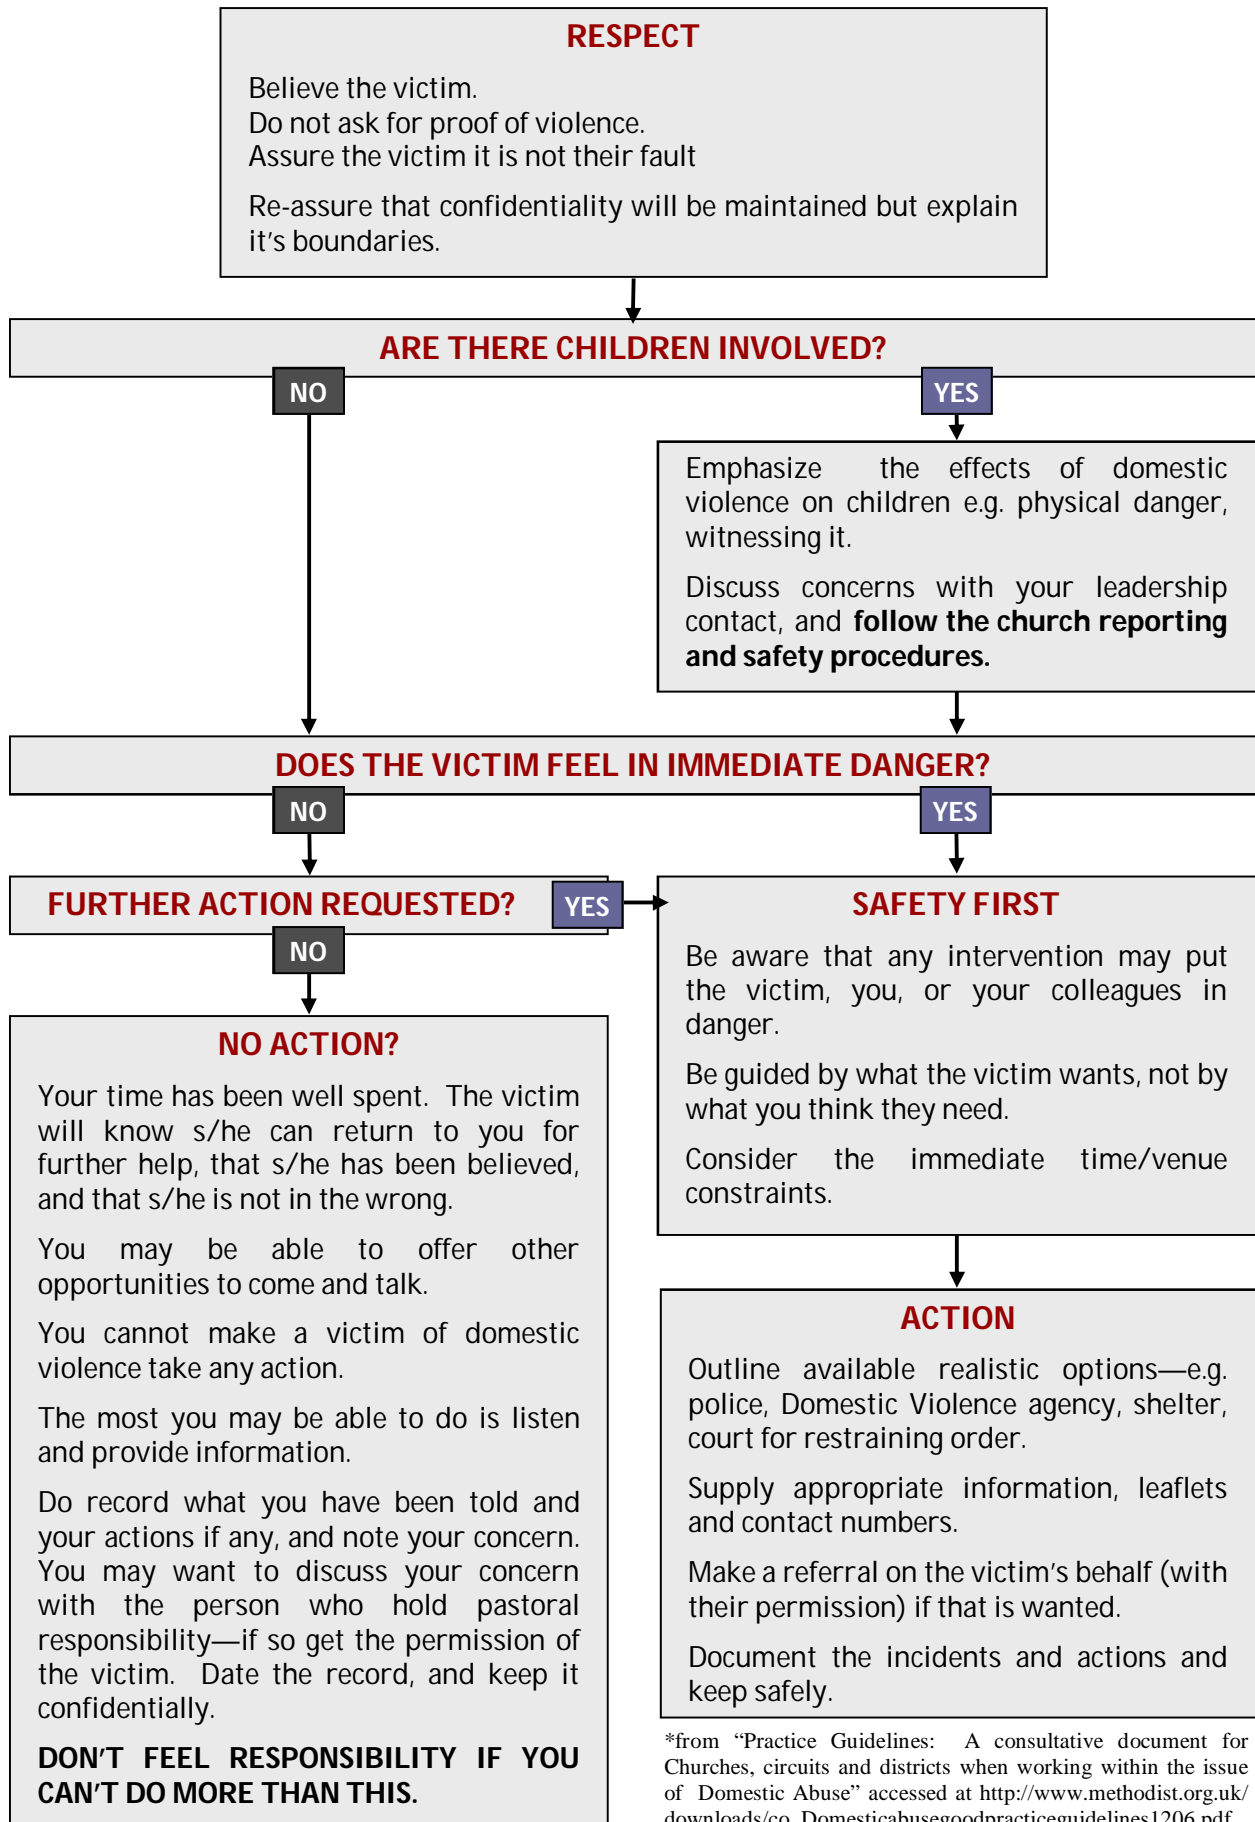 RESPECT
Believe the victim.
Do not ask for proof of violence.
Assure the victim it is not their fault
Re-assure that confidentiality will be maintained but explain
it's boundaries.
ARE THERE CHILDREN INVOLVED?
NO
YES
Emphasize the effects of domestic
violence on children e.g. physical danger,
witnessing it.
Discuss concerns with your leadership
contact, and follow the church reporting
and safety procedures.
DOES THE VICTIM FEEL IN IMMEDIATE DANGER?
NO
YES
FURTHER ACTION REQUESTED?
YES
NO
NO ACTION?
Your time has been well spent. The victim
will know s/he can return to you for
further help, that s/he has been believed,
and that s/he is not in the wrong.
You may be able to offer other
opportunities to come and talk.
You cannot make a victim of domestic
violence take any action.
The most you may be able to do is listen
and provide information.
Do record what you have been told and
your actions if any, and note your concern.
You may want to discuss your concern
with the person who hold pastoral
responsibility—if so get the permission of
the victim. Date the record, and keep it
confidentially.
DON'T FEEL RESPONSIBILITY IF YOU
CAN'T DO MORE THAN THIS.
SAFETY FIRST
Be aware that any intervention may put
the victim, you, or your colleagues in
danger.
Be guided by what the victim wants, not by
what you think they need.
Consider the immediate time/venue
constraints.
ACTION
Outline available realistic options—e.g.
police, Domestic Violence agency, shelter,
court for restraining order.
Supply appropriate information, leaflets
and contact numbers.
Make a referral on the victim's behalf (with
their permission) if that is wanted.
Document the incidents and actions and
keep safely.
*from “Practice Guidelines: A consultative document for
Churches, circuits and districts when working within the issue
of Domestic Abuse” accessed at http://www.methodist.org.uk/
downloads/co_Domesticabusegoodpracticeguidelines1206.pdf